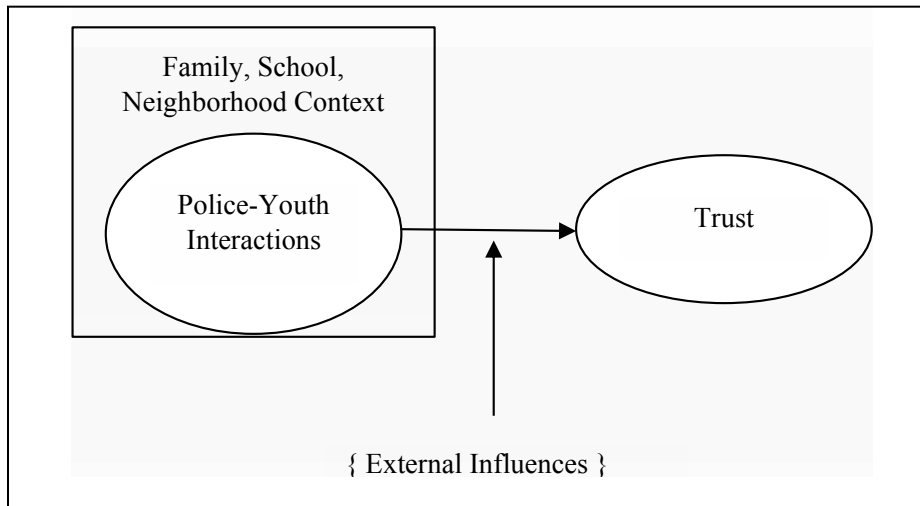 Family, School,
Neighborhood Context
Police-Youth
Interactions
Trust
{ External Influences }